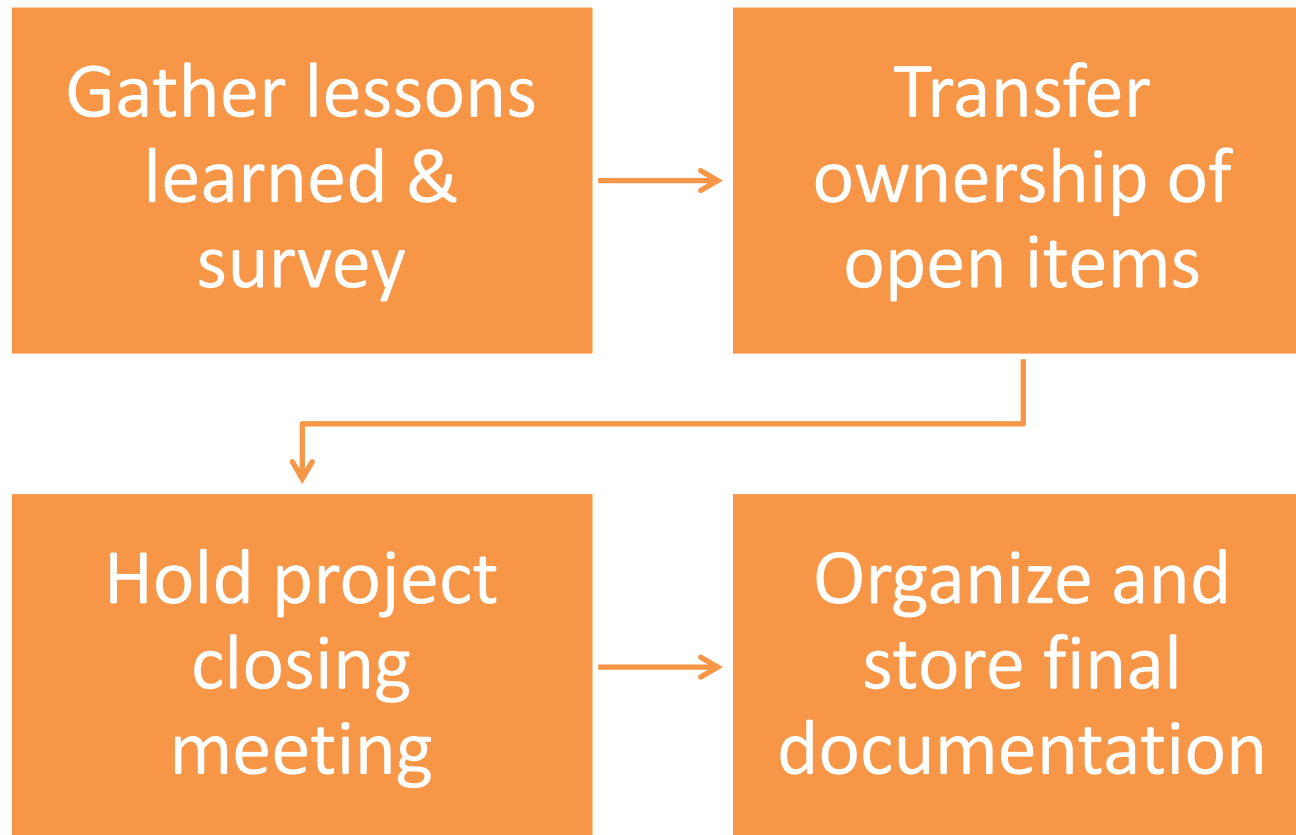 Gather lessons
learned &
survey
Transfer
ownership of
open items
Hold project
closing
meeting
Organize and
store final
documentation